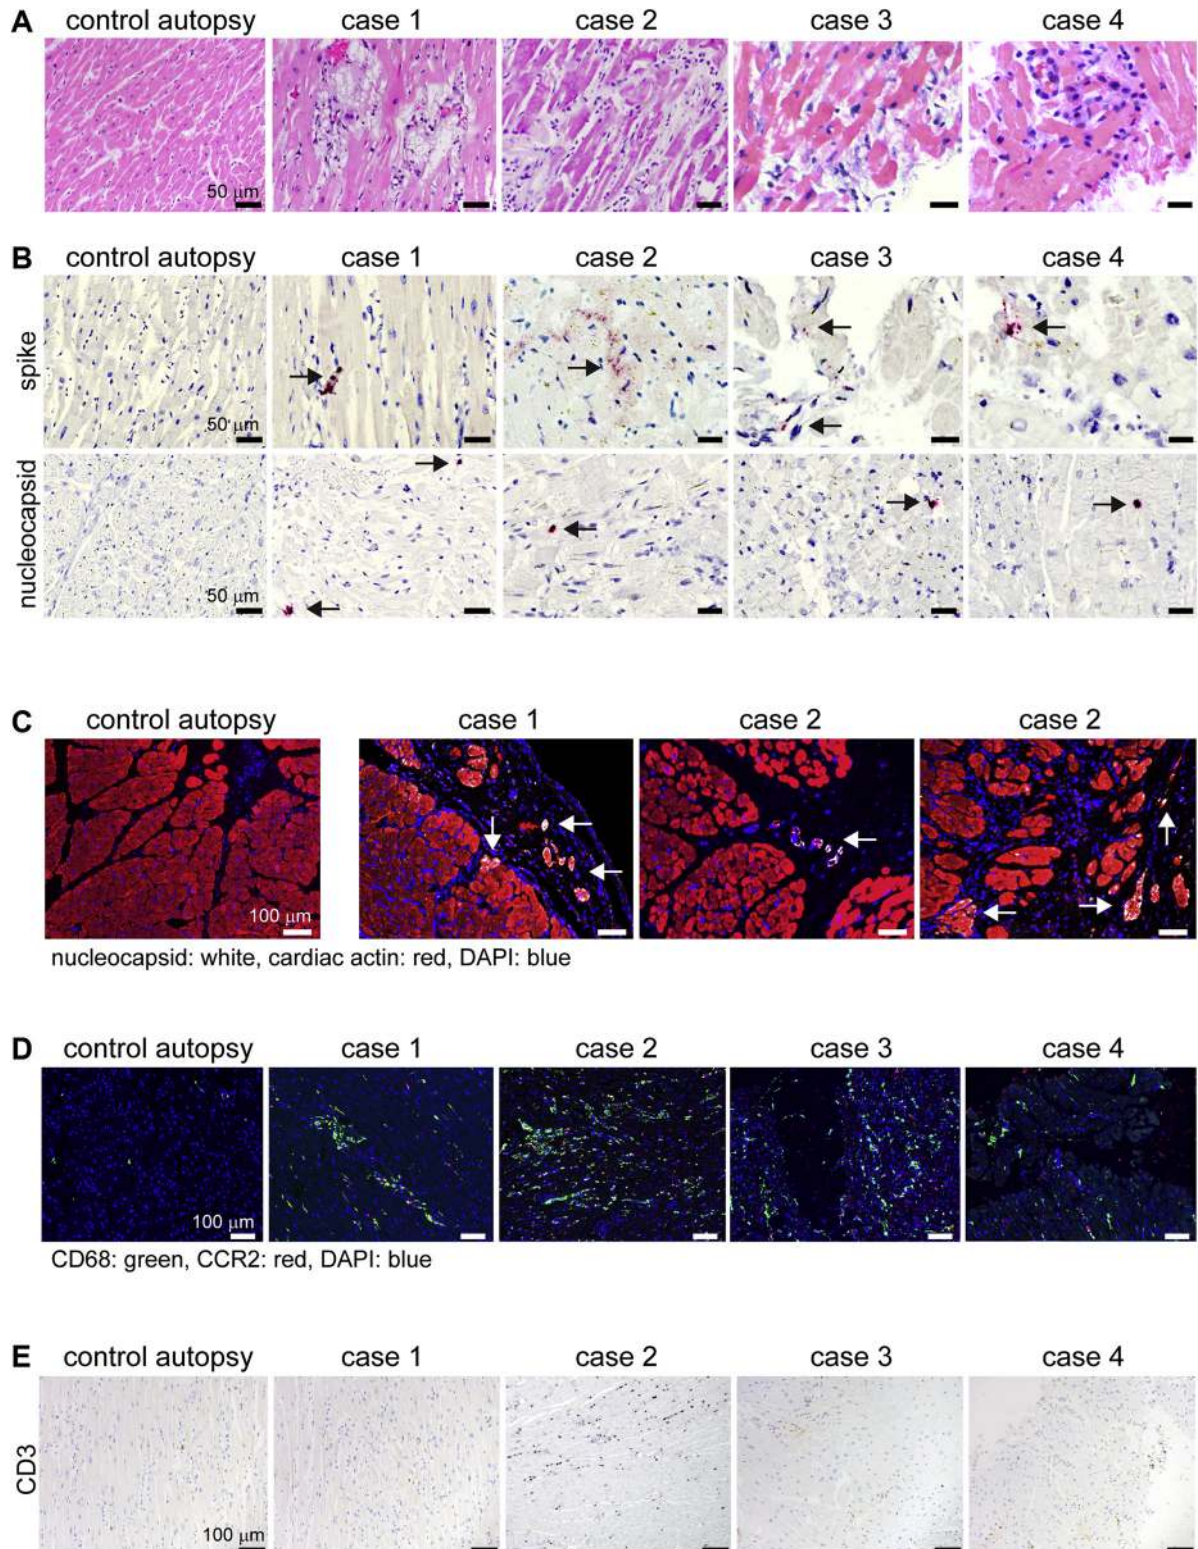 A control autopsy case 1 case 2 case 3 case 4
50 μm
B control autopsy case 1 case 2 case 3 case 4
spike
50 μm
nucleocapsid
50 μm
C control autopsy case 1 case 2 case 2
100 μm
nucleocapsid: white, cardiac actin: red, DAPI: blue
D control autopsy case 1 case 2 case 3 case 4
100 μm
CD68: green, CCR2: red, DAPI: blue
E control autopsy case 1 case 2 case 3 case 4
CD3
100 μm